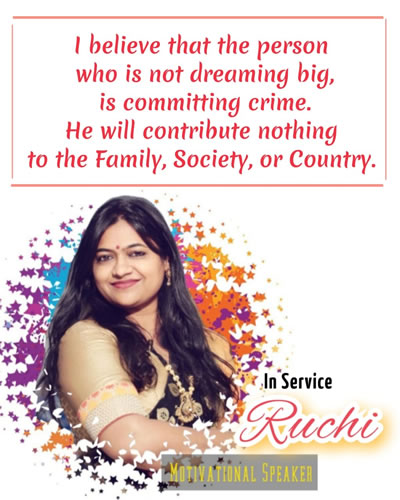 I believe that the person
who is not dreaming big,
is committing crime.
He will contribute nothing
to the Family, Society, or Country.
In Service
Ruchi
Motivational Speaker